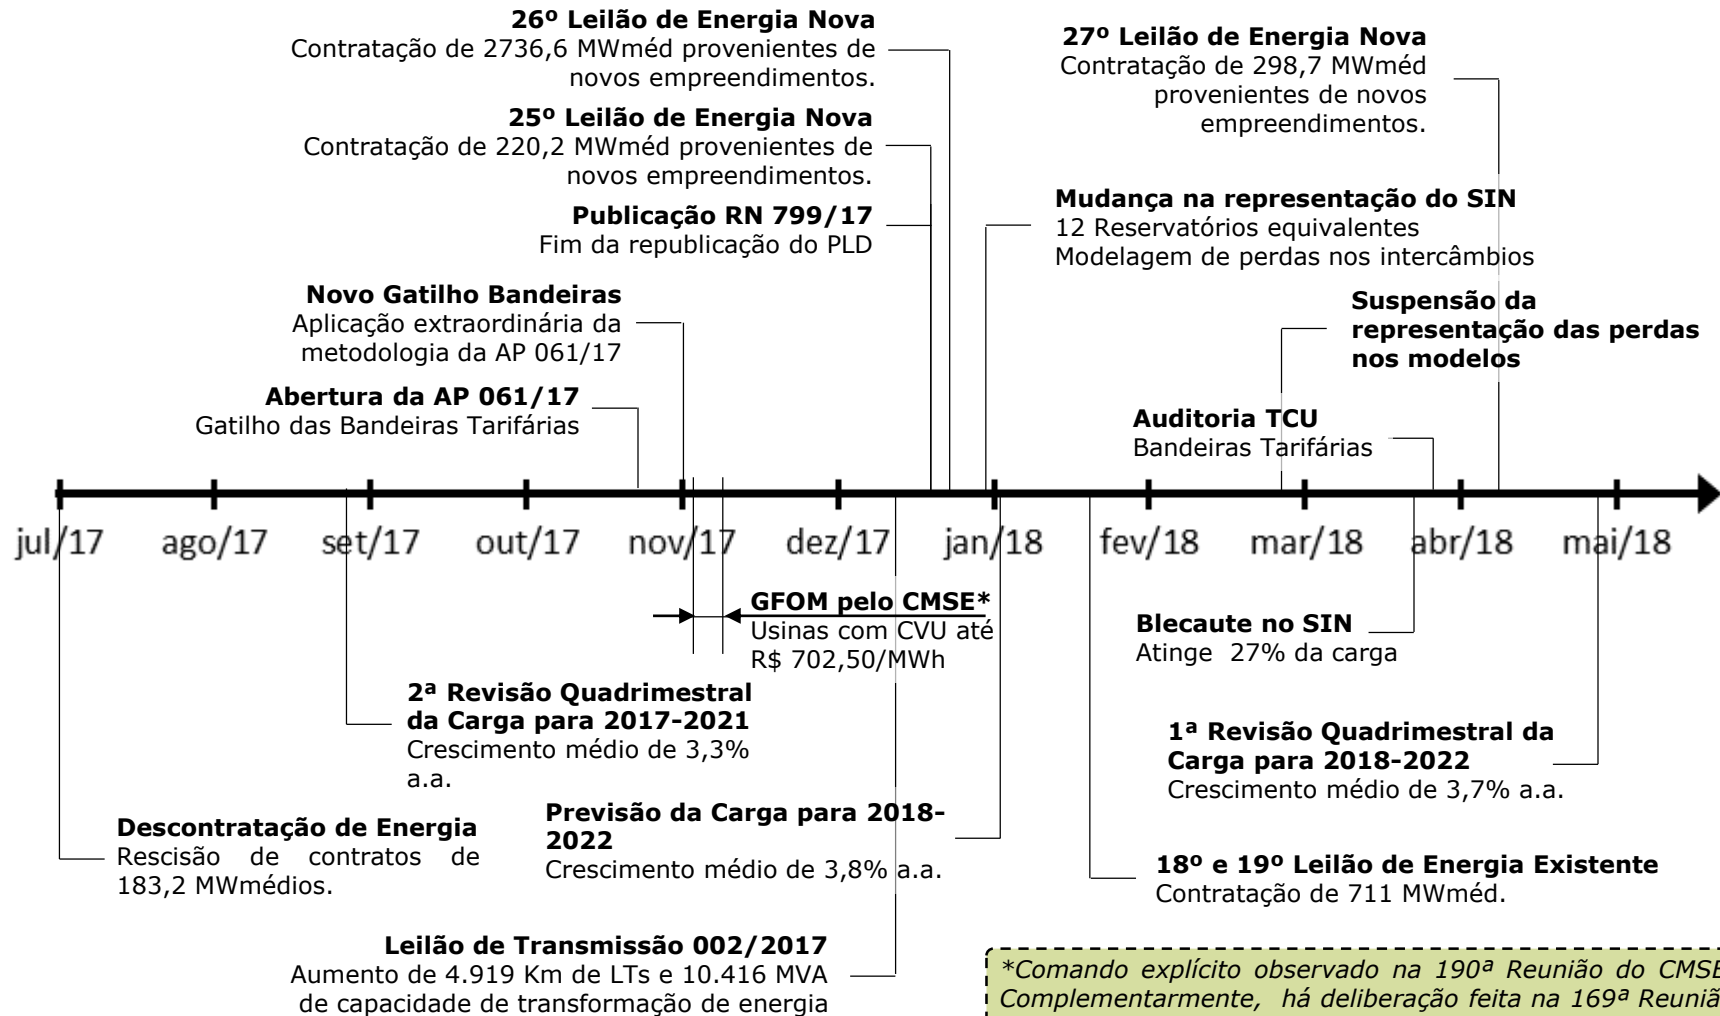 26º Leilão de Energia Nova
Contratação de 2736,6 MWméd provenientes de
novos empreendimentos.
25º Leilão de Energia Nova
Contratação de 220,2 MWméd provenientes de
novos empreendimentos.
Publicação RN 799/17
Fim da republicação do PLD
Novo Gatilho Bandeiras
Aplicação extraordinária da
metodologia da AP 061/17
Abertura da AP 061/17
Gatilho das Bandeiras Tarifárias
27º Leilão de Energia Nova
Contratação de 298,7 MWméd
provenientes de novos
empreendimentos.
Mudança na representação do SIN
12 Reservatórios equivalentes
Modelagem de perdas nos intercâmbios
Suspensão da
representação das perdas
nos modelos
Auditoria TCU
Bandeiras Tarifárias
jul/17 ago/17 set/17 out/17 nov/17 dez/17 jan/18 fev/18 mar/18 abr/18 mai/18
GFOM pelo CMSE*
Usinas com CVU até
R$ 702,50/MWh
Blecaute no SIN
Atinge 27% da carga
2ª Revisão Quadrimestral
da Carga para 2017-2021
Crescimento médio de 3,3%
a.a.
1ª Revisão Quadrimestral da
Carga para 2018-2022
Crescimento médio de 3,7% a.a.
Descontratação de Energia
Rescisão de contratos de
183,2 MWmédios.
Previsão da Carga para 2018-
2022
Crescimento médio de 3,8% a.a.
18º e 19º Leilão de Energia Existente
Contratação de 711 MWméd.
Leilão de Transmissão 002/2017
Aumento de 4.919 Km de LTs e 10.416 MVA
de capacidade de transformação de energia
*Comando explícito observado na 190ª Reunião do CMSE
Complementarmente, há deliberação feita na 169ª Reuniã